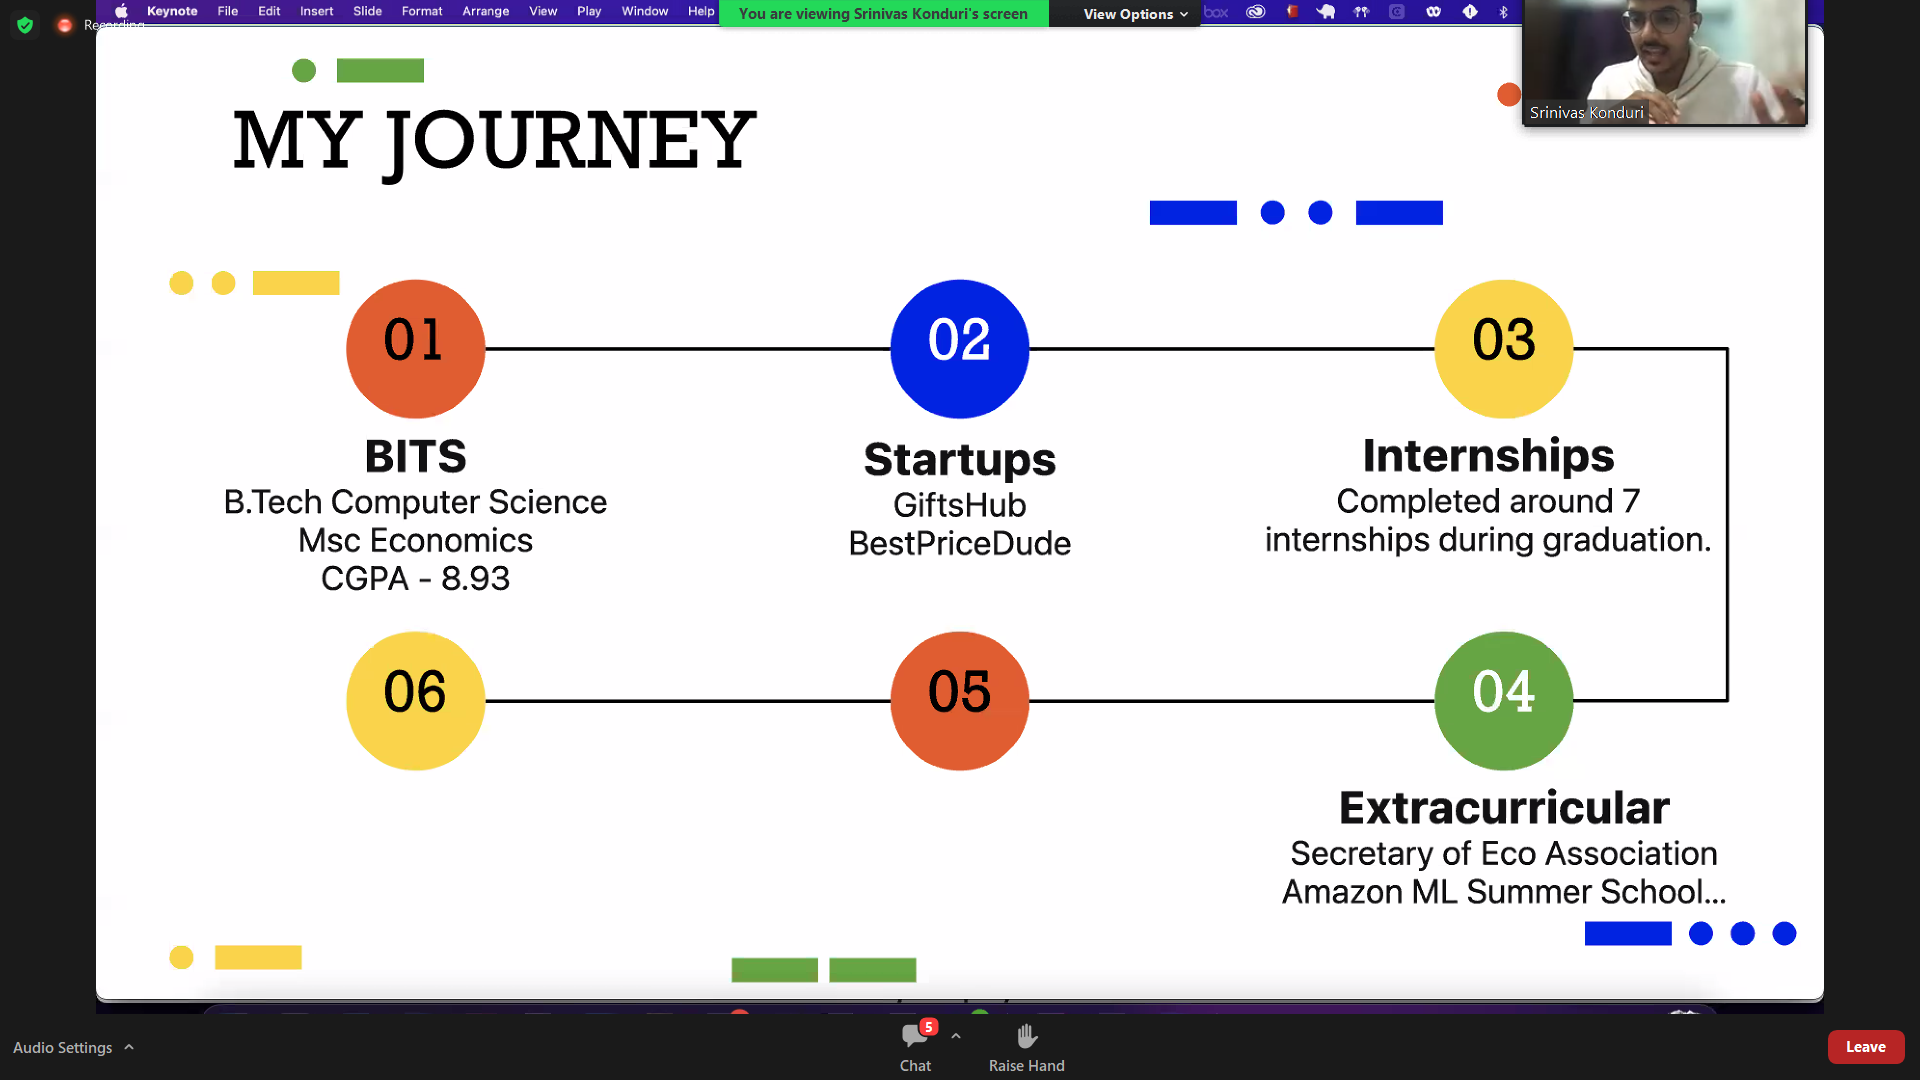 Keynote File Edit Insert Slide Format Arrange View Play Window Help
You are viewing Srinivas Konduri's screen
View Options
box
Recording
Srinivas Konduri
MY JOURNEY
01
02
03
BITS
B.Tech Computer Science
Msc Economics
CGPA - 8.93
Startups
GiftsHub
BestPriceDude
Internships
Completed around 7
internships during graduation.
06
05
04
Extracurricular
Secretary of Eco Association
Amazon ML Summer School...
Audio Settings
5
Chat
Raise Hand
Leave